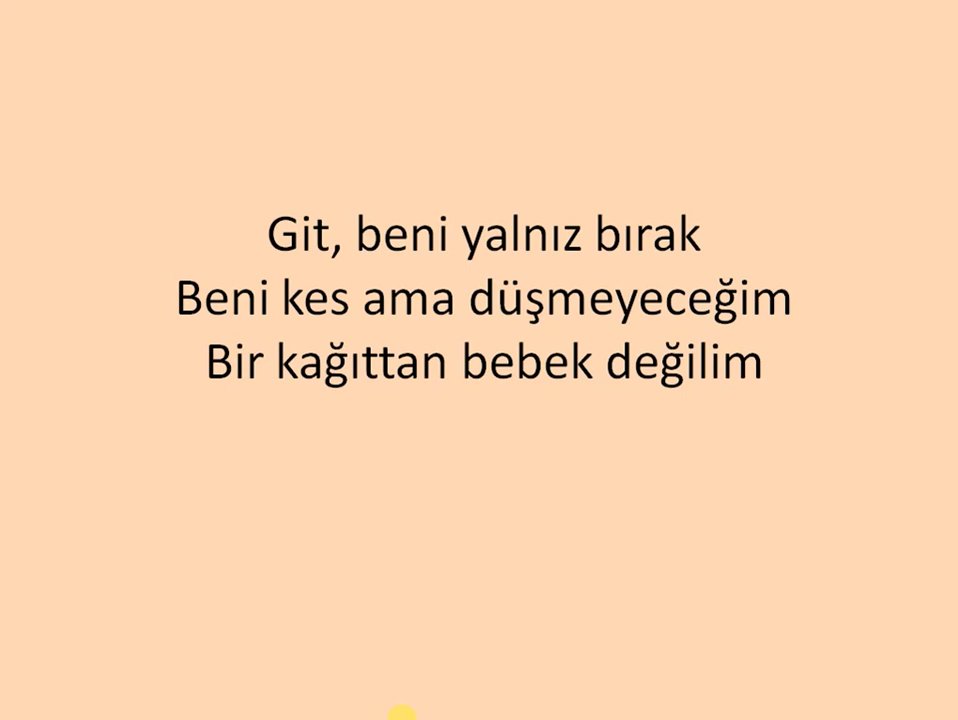 Git, beni yalnız bırak
Beni kes ama düşmeyeceğim
Bir kağıttan bebek değilim